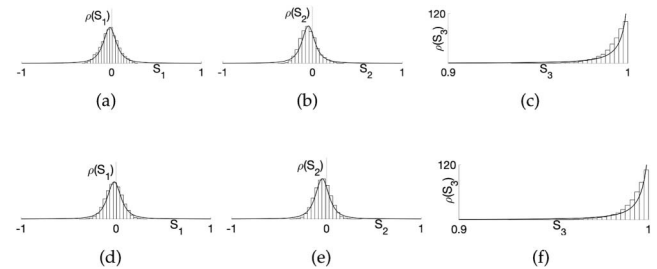 ρ(S₁)
-1 0 S₁ 1
(a)
ρ(S₂)
-1 0 S₂ 1
(b)
120
ρ(S₃)
0.9 S₃ 1
(c)
ρ(S₁)
-1 0 S₁ 1
(d)
ρ(S₂)
-1 0 S₂ 1
(e)
120
ρ(S₃)
0.9 S₃ 1
(f)